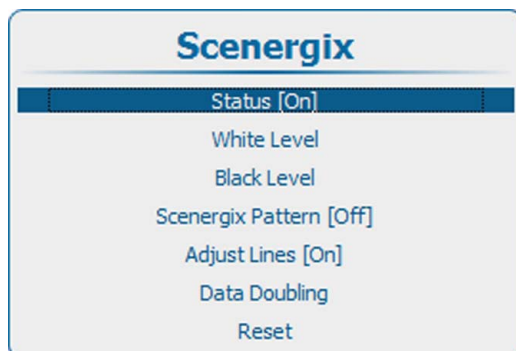 Scenergix
Status [On]
White Level
Black Level
Scenergix Pattern [Off]
Adjust Lines [On]
Data Doubling
Reset